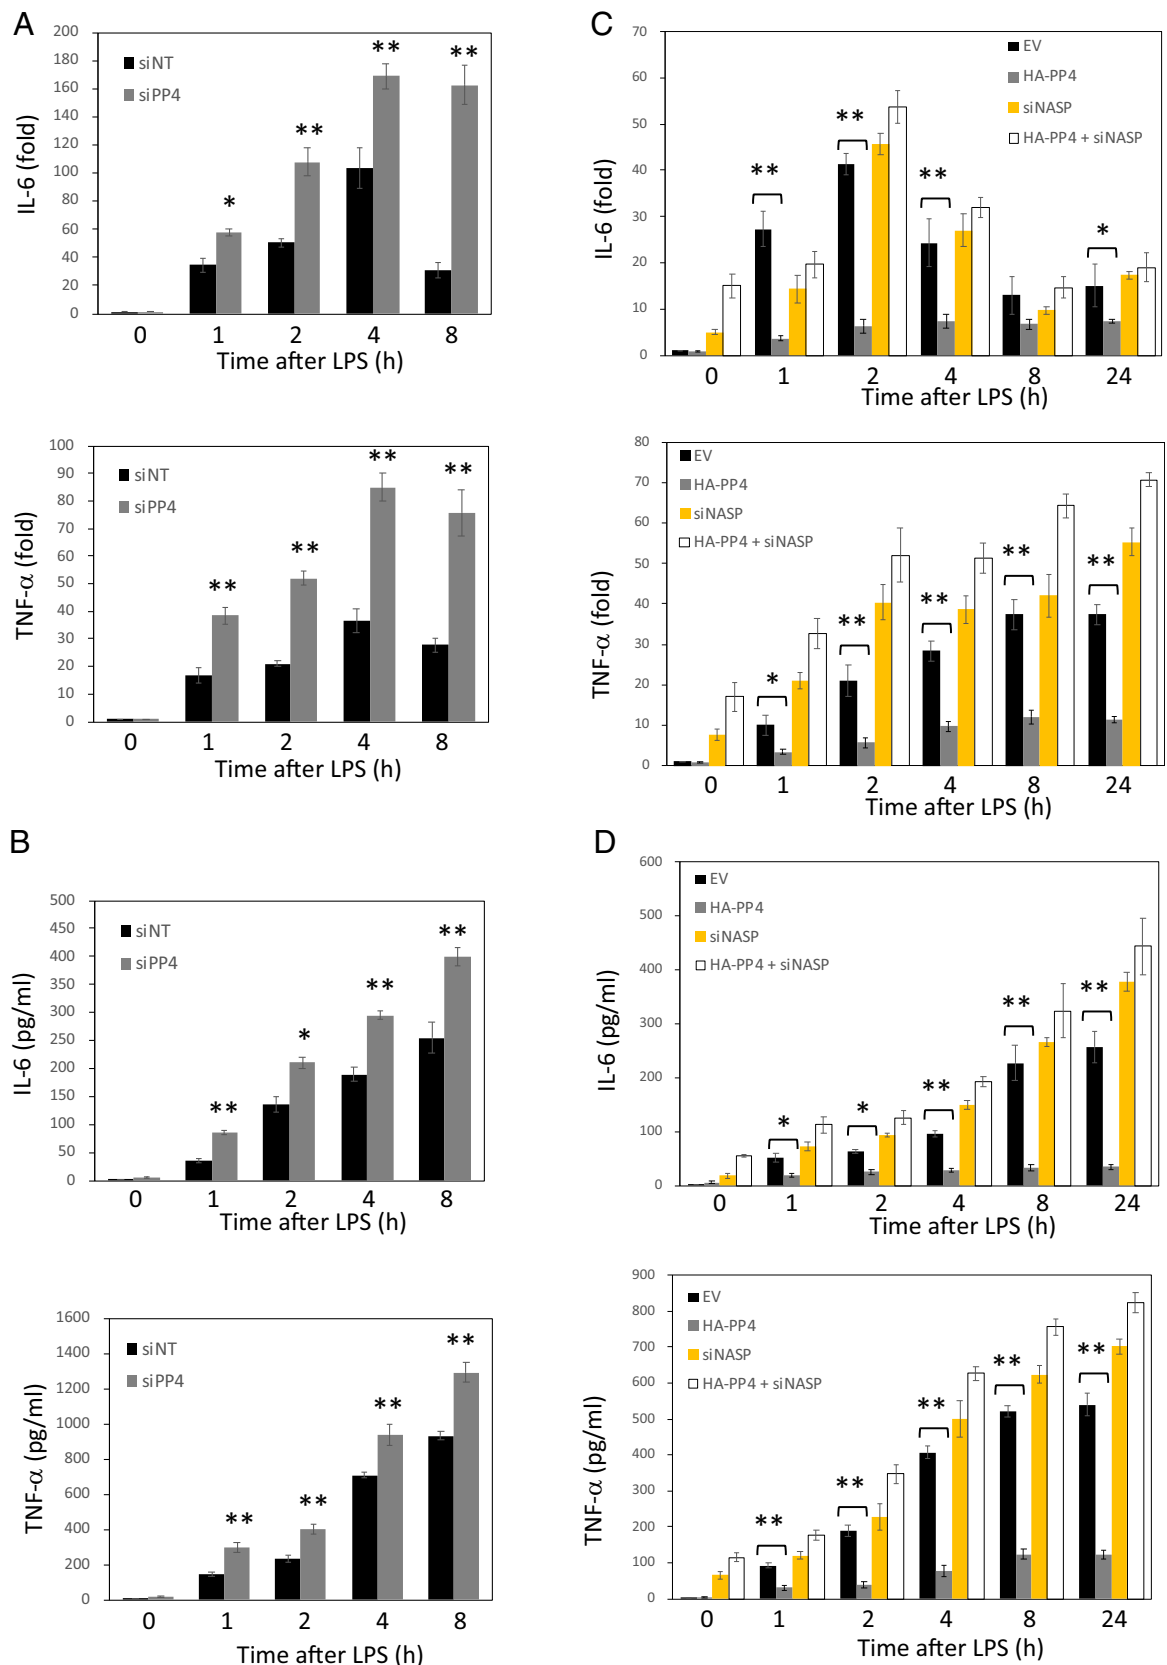 A
200
180
160
140
120
100
80
60
40
20
0
IL-6 (fold)
siNT
siPP4
*
**
**
**
0 1 2 4 8
Time after LPS (h)
100
90
80
70
60
50
40
30
20
10
0
TNF-α (fold)
siNT
siPP4
**
**
**
**
0 1 2 4 8
Time after LPS (h)
B
500
450
400
350
300
250
200
150
100
50
0
IL-6 (pg/ml)
siNT
siPP4
**
*
**
**
0 1 2 4 8
Time after LPS (h)
1600
1400
1200
1000
800
600
400
200
0
TNF-α (pg/ml)
siNT
siPP4
**
**
**
**
0 1 2 4 8
Time after LPS (h)
C
70
60
50
40
30
20
10
0
IL-6 (fold)
EV
HA-PP4
siNASP
HA-PP4 + siNASP
**
**
**
*
0 1 2 4 8 24
Time after LPS (h)
80
70
60
50
40
30
20
10
0
TNF-α (fold)
EV
HA-PP4
siNASP
HA-PP4 + siNASP
*
**
**
**
**
0 1 2 4 8 24
Time after LPS (h)
D
600
500
400
300
200
100
0
IL-6 (pg/ml)
EV
HA-PP4
siNASP
HA-PP4 + siNASP
*
*
**
**
**
0 1 2 4 8 24
Time after LPS (h)
900
800
700
600
500
400
300
200
100
0
TNF-α (pg/ml)
EV
HA-PP4
siNASP
HA-PP4 + siNASP
**
**
**
**
**
0 1 2 4 8 24
Time after LPS (h)